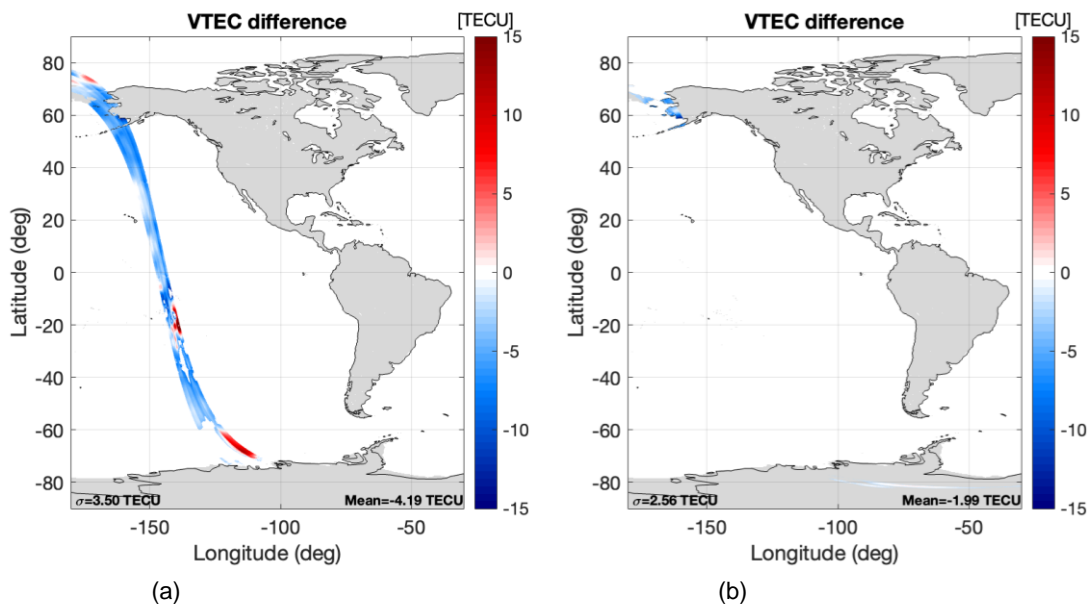 VTEC difference
[TECU]
80
60
40
20
0
-20
-40
-60
-80
Latitude (deg)
σ=3.50 TECU
Mean=-4.19 TECU
-150
-100
-50
Longitude (deg)
15
10
5
0
-5
-10
-15
(a)
VTEC difference
[TECU]
80
60
40
20
0
-20
-40
-60
-80
Latitude (deg)
σ=2.56 TECU
Mean=-1.99 TECU
-150
-100
-50
Longitude (deg)
15
10
5
0
-5
-10
-15
(b)